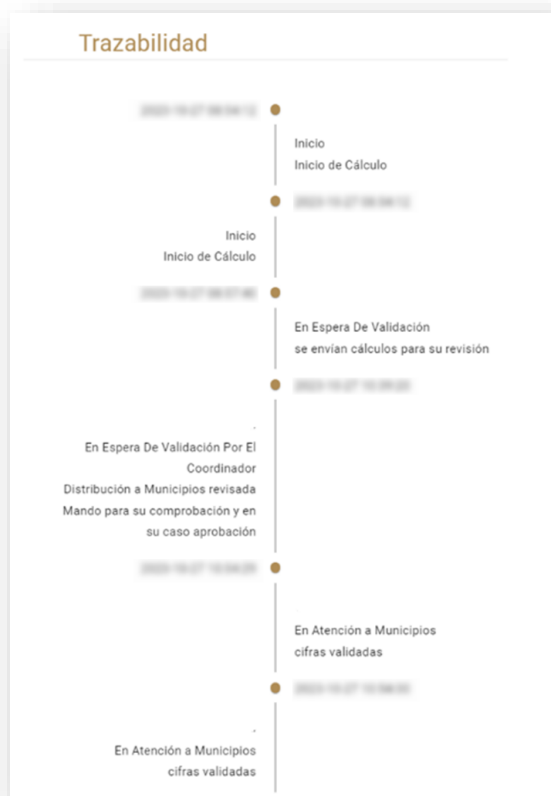 Trazabilidad
Inicio
Inicio de Cálculo
Inicio
Inicio de Cálculo
En Espera De Validación
se envían cálculos para su revisión
.
En Espera De Validación Por El
Coordinador
Distribución a Municipios revisada
Mando para su comprobación y en
su caso aprobación
En Atención a Municipios
cifras validadas
.
En Atención a Municipios
cifras validadas